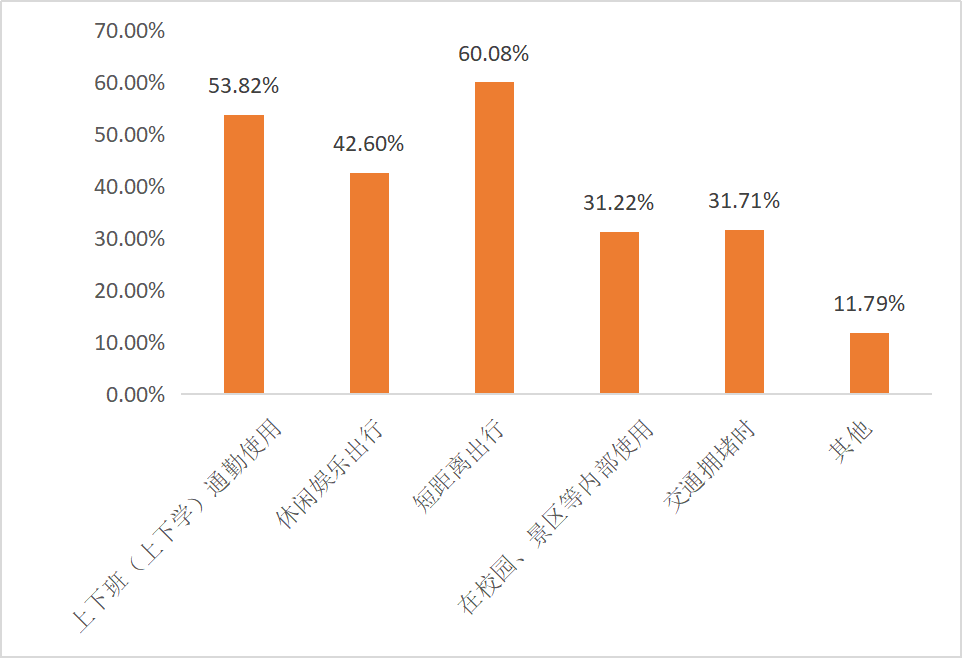 70.00%
60.00%
50.00%
40.00%
30.00%
20.00%
10.00%
0.00%
53.82%
42.60%
60.08%
31.22%
31.71%
11.79%
上下班（上下学）通勤使用
休闲娱乐出行
短距离出行
在校园、景区等内部使用
交通拥堵时
其他